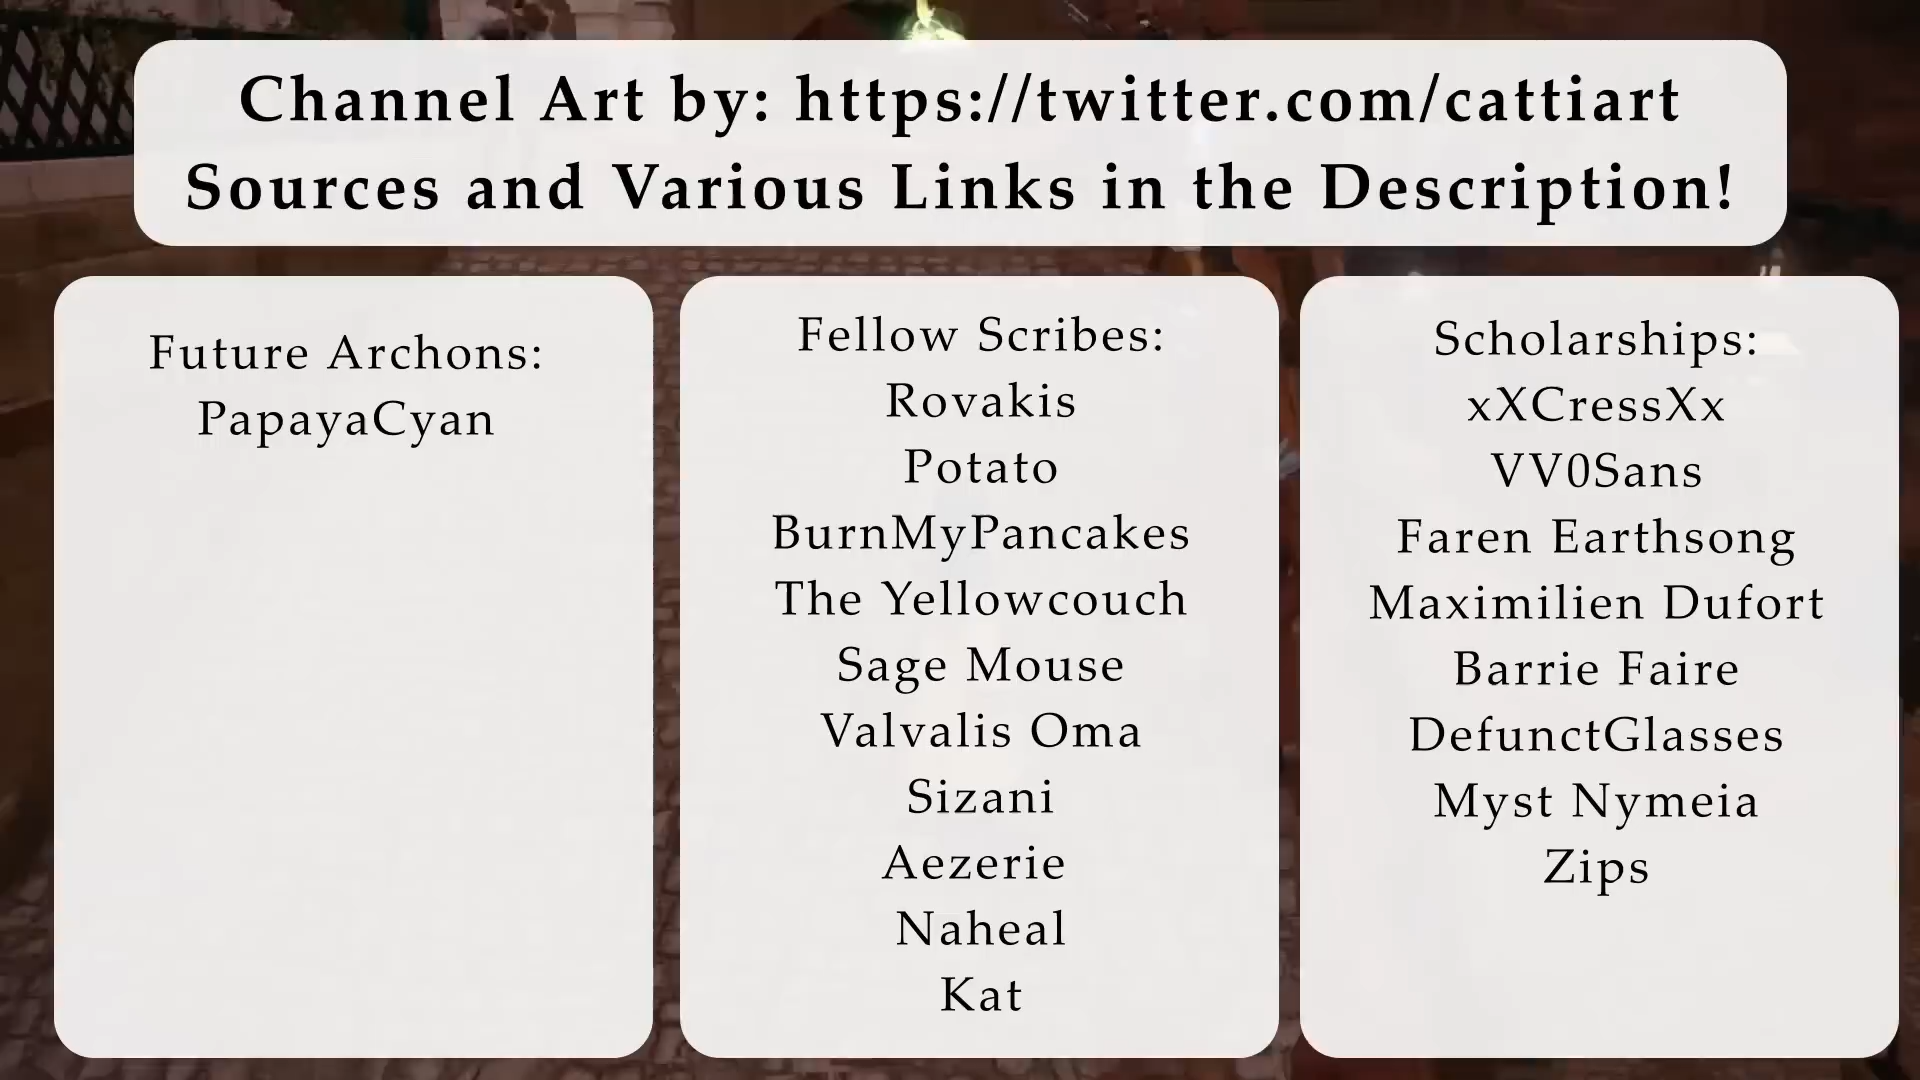 Channel Art by: https://twitter.com/cattiart
Sources and Various Links in the Description!
Future Archons:
PapayaCyan
Fellow Scribes:
Rovakis
Potato
BurnMyPancakes
The Yellowcouch
Sage Mouse
Valvalis Oma
Sizani
Aezerie
Naheal
Kat
Scholarships:
xXCressXx
VV0Sans
Faren Earthsong
Maximilien Dufort
Barrie Faire
DefunctGlasses
Myst Nymeia
Zips